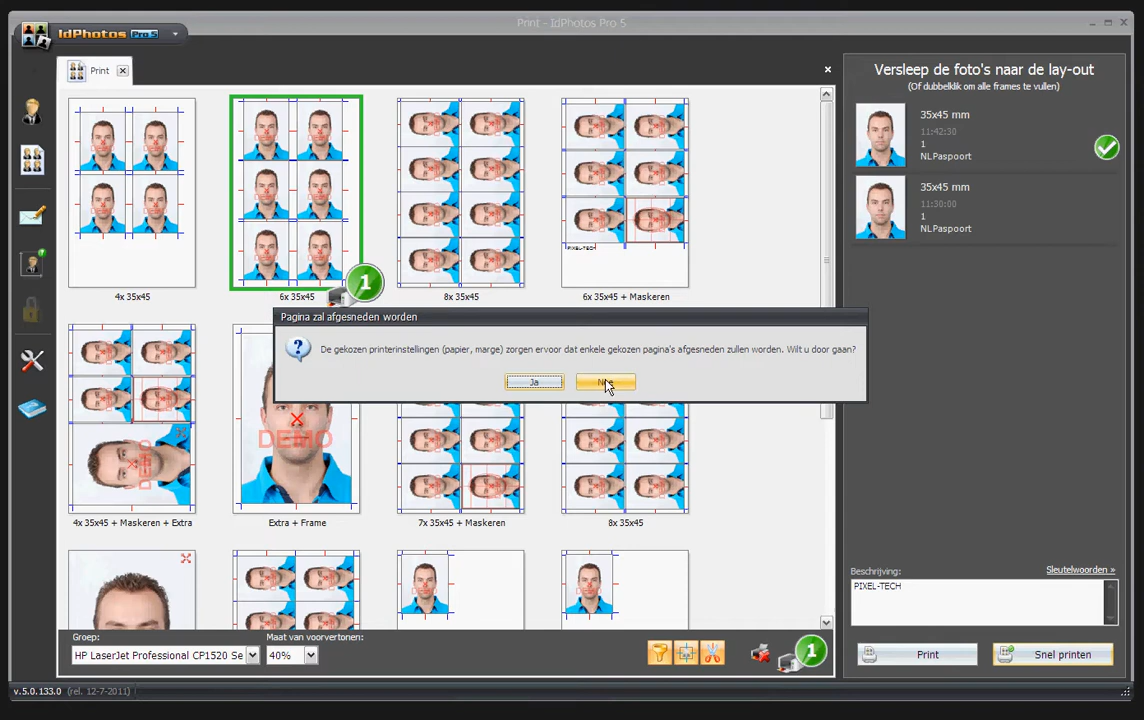 Print - IdPhotos Pro 5
IdPhotos Pro 5
Print
Versleep de foto's naar de lay-out
(Of dubbelklik om alle frames te vullen)
35x45 mm
11:42:30
1
NLPaspoort
35x45 mm
11:30:00
1
NLPaspoort
PIXEL-TECH
1
4x 35x45
6x 35x45
8x 35x45
6x 35x45 + Maskeren
Pagina zal afgesneden worden
De gekozen printerinstellingen (papier, marge) zorgen ervoor dat enkele gekozen pagina's afgesneden zullen worden. Wilt u door gaan?
Ja
DEMO
DEMO
4x 35x45 + Maskeren + Extra
Extra + Frame
7x 35x45 + Maskeren
8x 35x45
Beschrijving:
Sleutelwoorden »
PIXEL-TECH
Groep:
HP LaserJet Professional CP1520 Se
Maat van voorvertonen:
40%
1
Print
Snel printen
v.5.0.133.0 (rel. 12-7-2011)